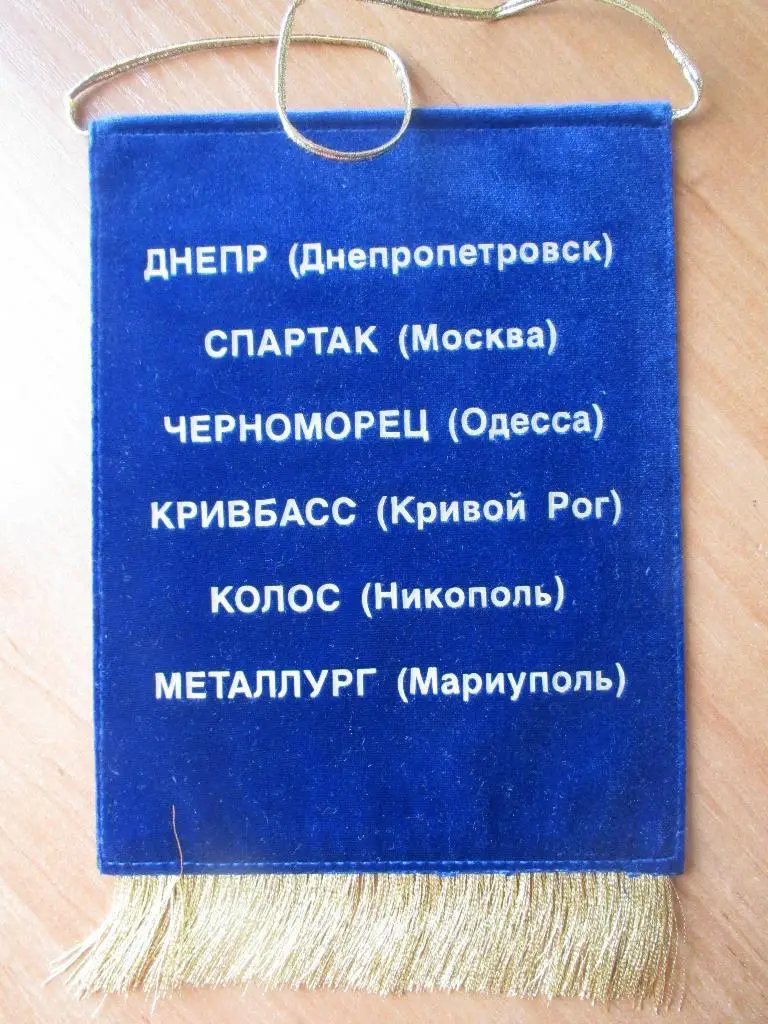 ДНЕПР (Днепропетровск)
СПАРТАК (Москва)
ЧЕРНОМОРЕЦ (Одесса)
КРИВБАСС (Кривой Рог)
КОЛОС (Никополь)
МЕТАЛЛУРГ (Мариуполь)